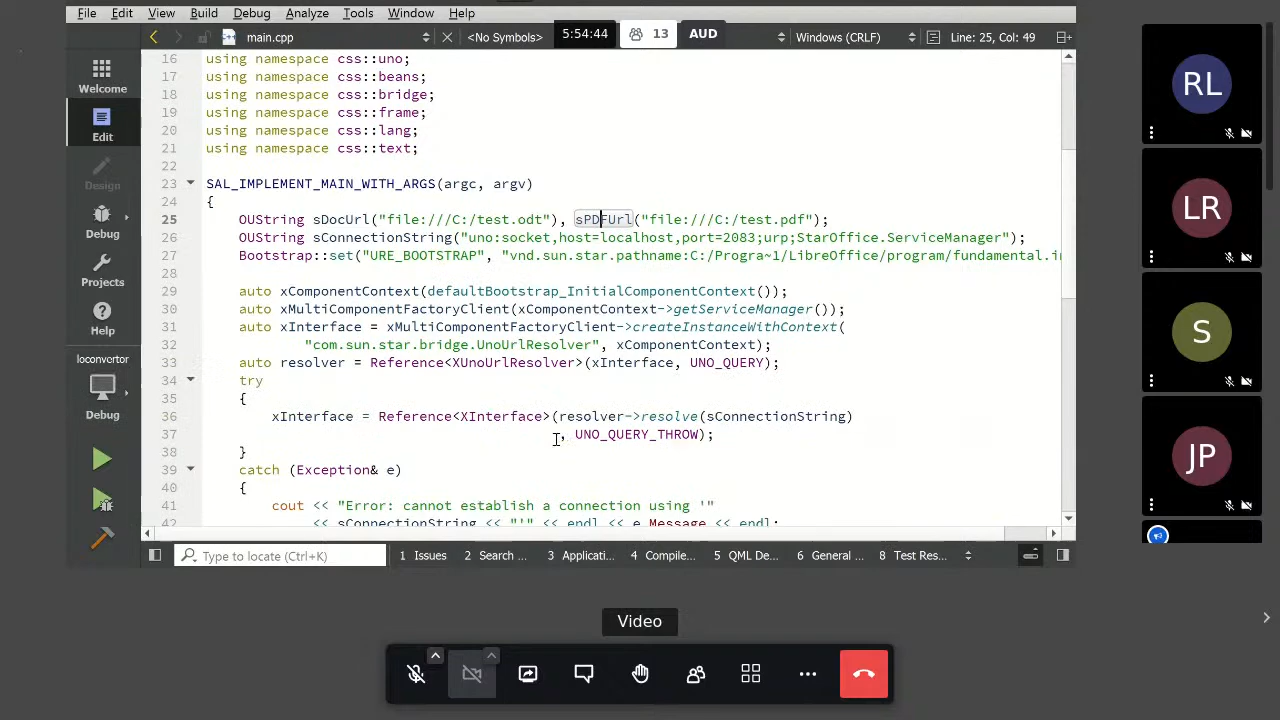 File Edit View Build Debug Analyze Tools Window Help
main.cpp <No Symbols> 5:54:44 13 AUD Windows (CRLF) Line: 25, Col: 49
16 using namespace css::uno;
17 using namespace css::beans;
18 using namespace css::bridge;
19 using namespace css::frame;
20 using namespace css::lang;
21 using namespace css::text;
22
23 SAL_IMPLEMENT_MAIN_WITH_ARGS(argc, argv)
24 {
25 OUString sDocUrl("file:///C:/test.odt"), sPDFUrl("file:///C:/test.pdf");
26 OUString sConnectionString("uno:socket,host=localhost,port=2083;urp;StarOffice.ServiceManager");
27 Bootstrap::set("URE_BOOTSTRAP", "vnd.sun.star.pathname:C:/Progra~1/LibreOffice/program/fundamental.in
28
29 auto xComponentContext(defaultBootstrap_InitialComponentContext());
30 auto xMultiComponentFactoryClient(xComponentContext->getServiceManager());
31 auto xInterface = xMultiComponentFactoryClient->createInstanceWithContext(
32 "com.sun.star.bridge.UnoUrlResolver", xComponentContext);
33 auto resolver = Reference<XUnoUrlResolver>(xInterface, UNO_QUERY);
34 try
35 {
36 xInterface = Reference<XInterface>(resolver->resolve(sConnectionString)
37 , UNO_QUERY_THROW);
38 }
39 catch (Exception& e)
40 {
41 cout << "Error: cannot establish a connection using '"
42 << sConnectionString << "'" << endl << e.Message << endl;
Welcome
Edit
Design
Debug
Projects
Help
loconvertor
Debug
Type to locate (Ctrl+K) 1 Issues 2 Search ... 3 Applicati... 4 Compile... 5 QML De... 6 General ... 8 Test Res...
RL
LR
S
JP
Video